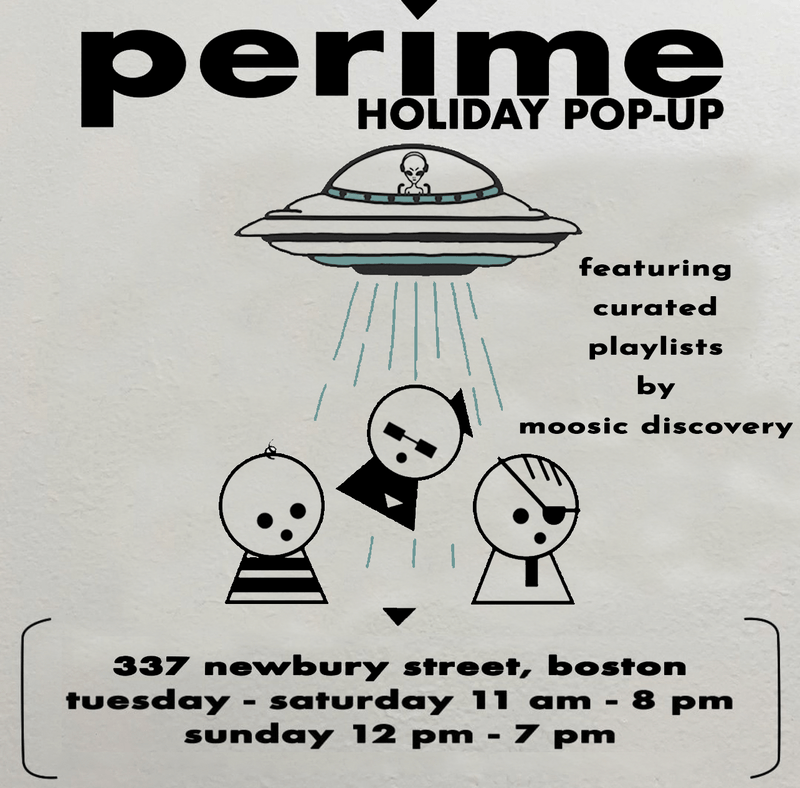 perime
HOLIDAY POP-UP
featuring
curated
playlists
by
moosic discovery
337 newbury street, boston
tuesday - saturday 11 am - 8 pm
sunday 12 pm - 7 pm